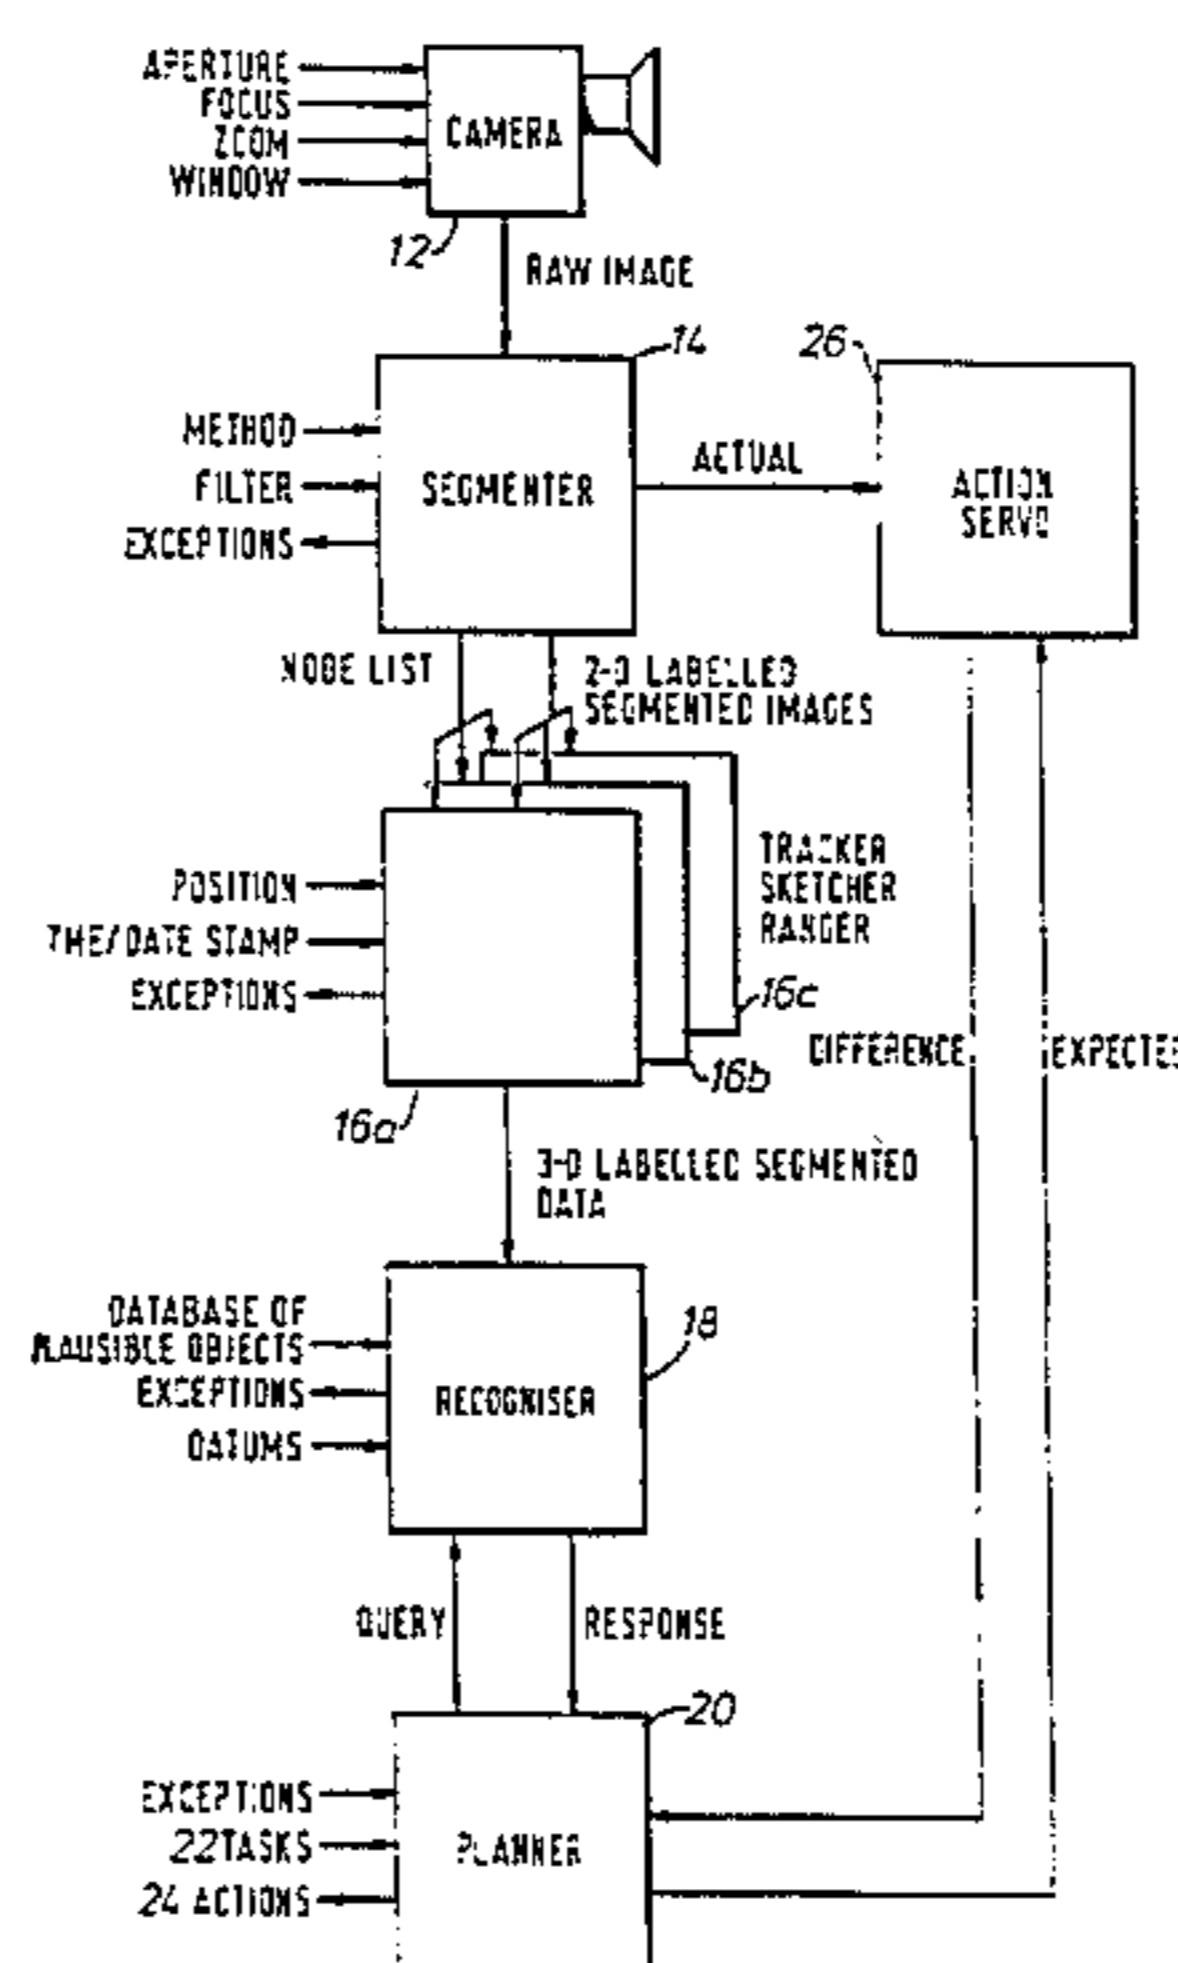 APERTURE
FOCUS
ZOOM
WINDOW
CAMERA
12
RAW IMAGE
14
26
METHOD
FILTER
EXCEPTIONS
SEGMENTER
ACTUAL
ACTION
SERVO
NODE LIST
2-D LABELLED
SEGMENTED IMAGES
TRACKER
SKETCHER
RANGER
POSITION
TIME/DATE STAMP
EXCEPTIONS
16c
16b
16a
DIFFERENCE
EXPECTED
3-D LABELLED SEGMENTED
DATA
DATABASE OF
PLAUSIBLE OBJECTS
EXCEPTIONS
DATUMS
RECOGNISER
18
QUERY
RESPONSE
20
EXCEPTIONS
22 TASKS
24 ACTIONS
PLANNER